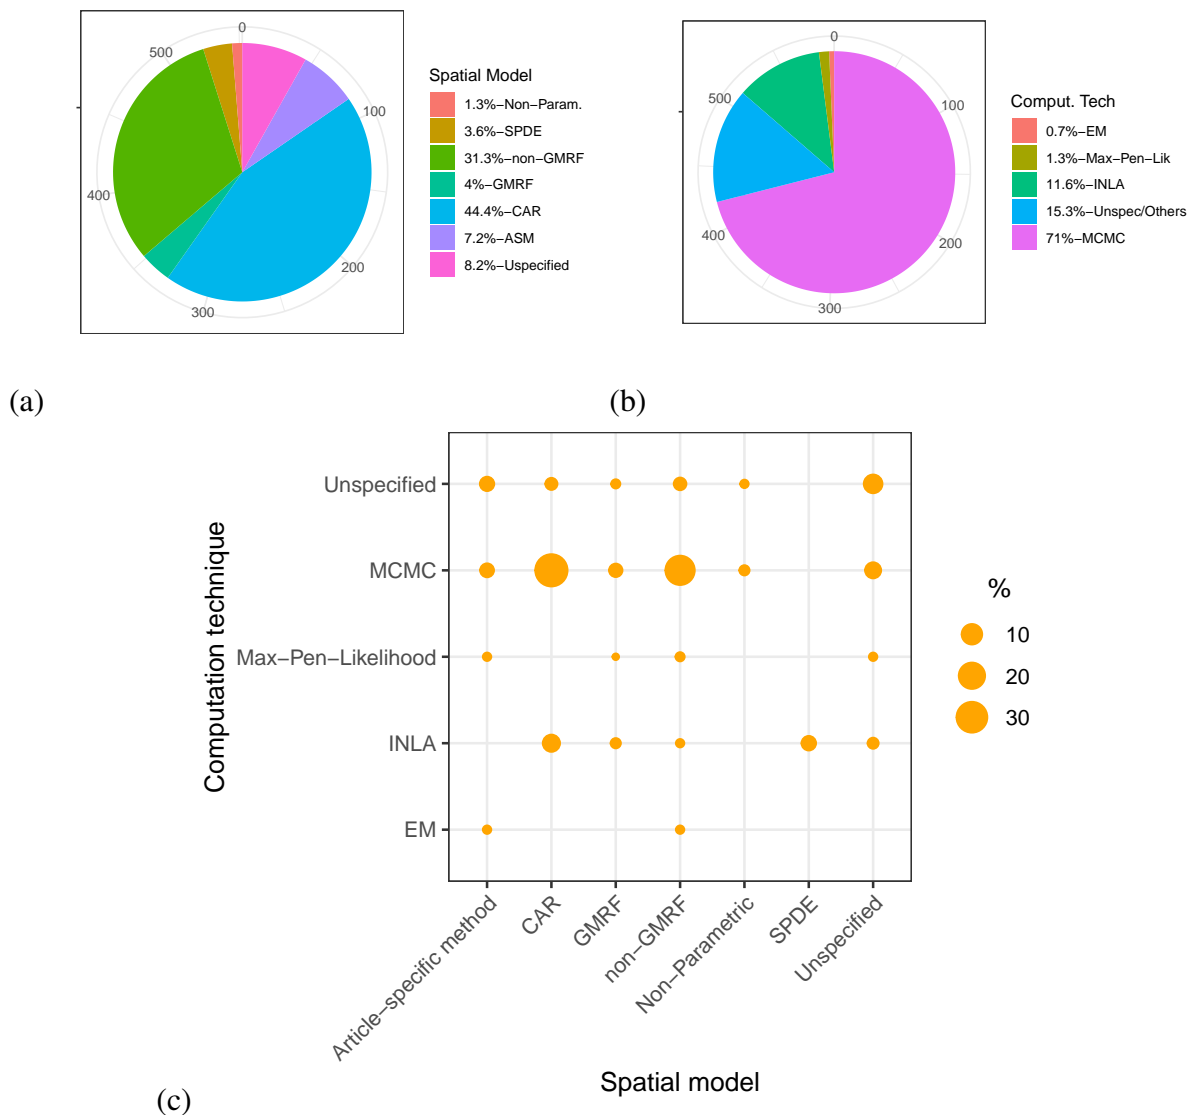 0
100
200
300
400
500
Spatial Model
1.3%−Non−Param.
3.6%−SPDE
31.3%−non−GMRF
4%−GMRF
44.4%−CAR
7.2%−ASM
8.2%−Uspecified
(a)
0
100
200
300
400
500
Comput. Tech
0.7%−EM
1.3%−Max−Pen−Lik
11.6%−INLA
15.3%−Unspec/Others
71%−MCMC
(b)
Computation technique
Unspecified
MCMC
Max−Pen−Likelihood
INLA
EM
Article−specific method
CAR
GMRF
non−GMRF
Non−Parametric
SPDE
Unspecified
Spatial model
%
10
20
30
(c)